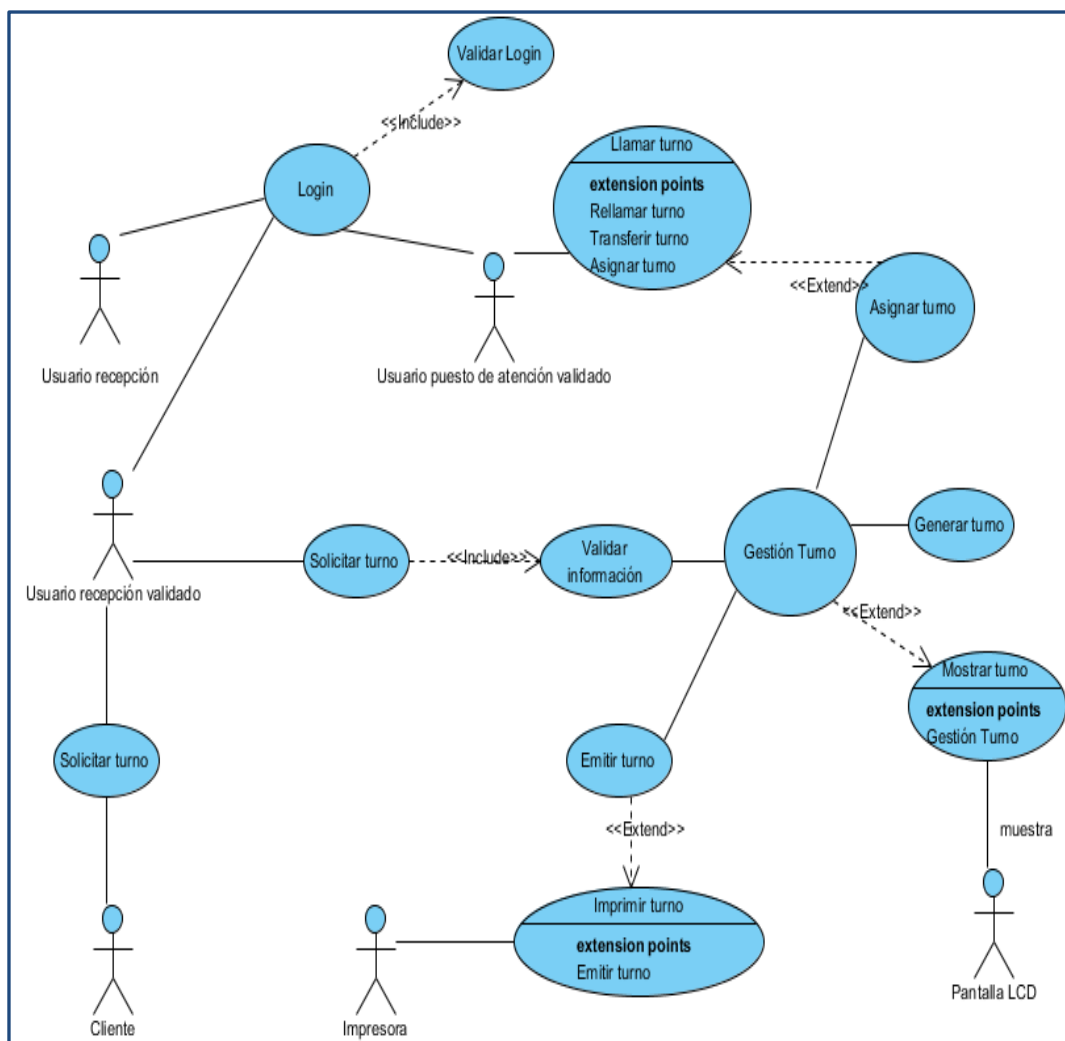 Validar Login
<<Include>>
Login
Llamar turno
extension points
Rellamar turno
Transferir turno
Asignar turno
<<Extend>>
Asignar turno
Usuario recepción
Usuario puesto de atención validado
Solicitar turno
<<Include>>
Validar
información
Gestión Turno
Generar turno
Usuario recepción validado
<<Extend>>
Mostrar turno
extension points
Gestión Turno
Solicitar turno
Emitir turno
<<Extend>>
muestra
Imprimir turno
extension points
Emitir turno
Pantalla LCD
Cliente
Impresora